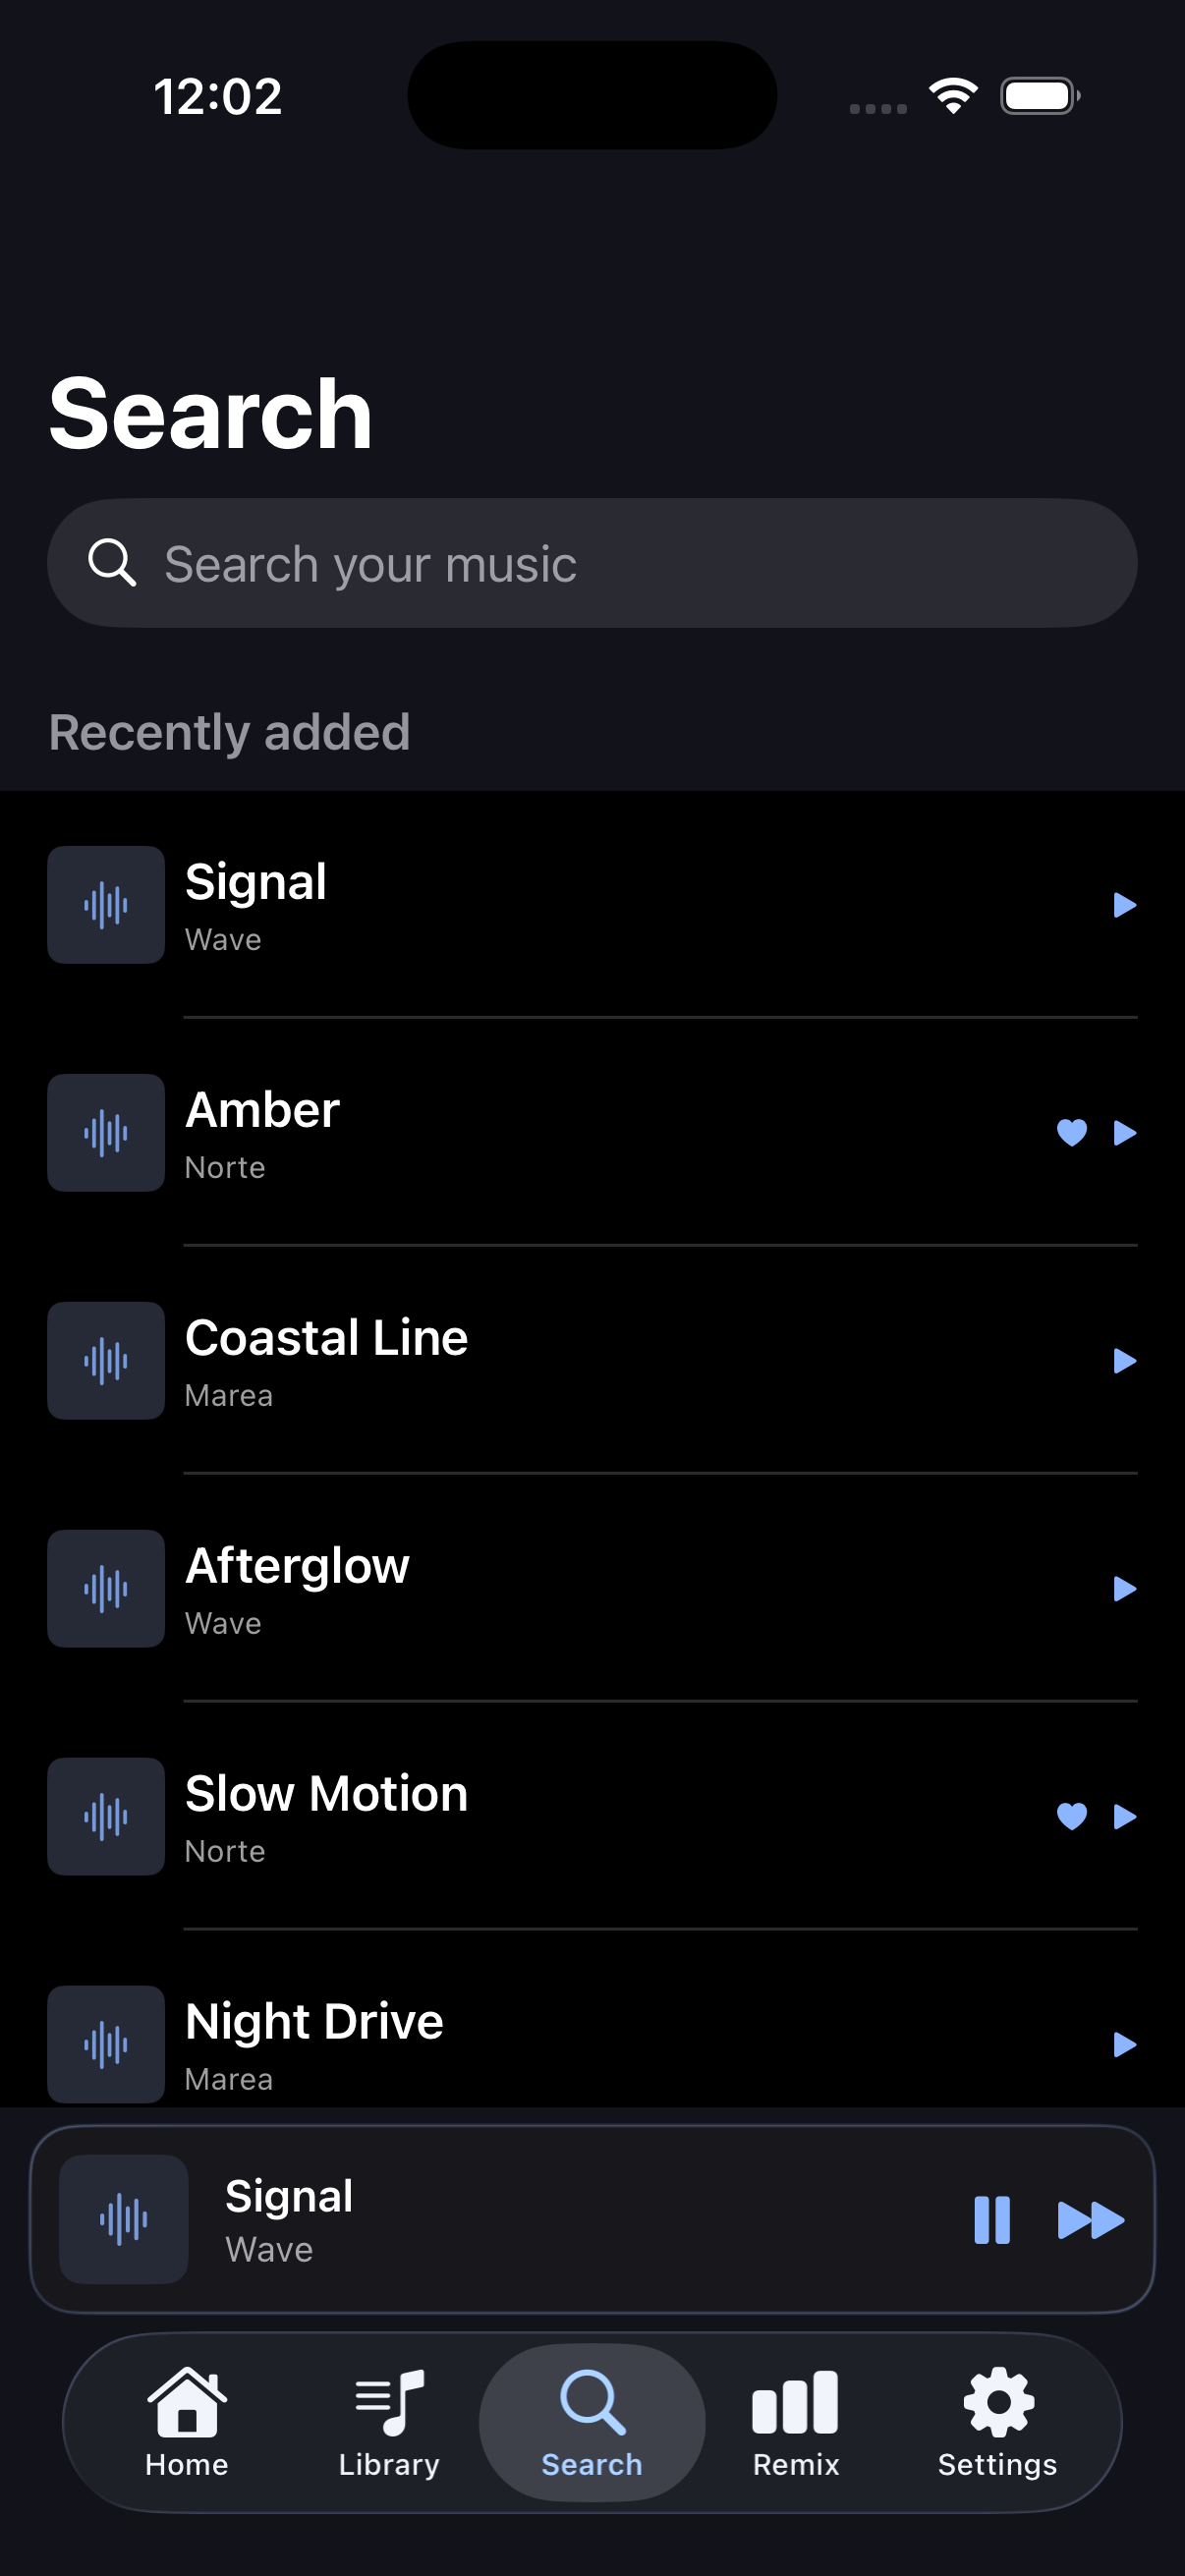 12:02
Search
Search your music
Recently added
Signal
Wave
Amber
Norte
Coastal Line
Marea
Afterglow
Wave
Slow Motion
Norte
Night Drive
Marea
Signal
Wave
Home Library Search Remix Settings